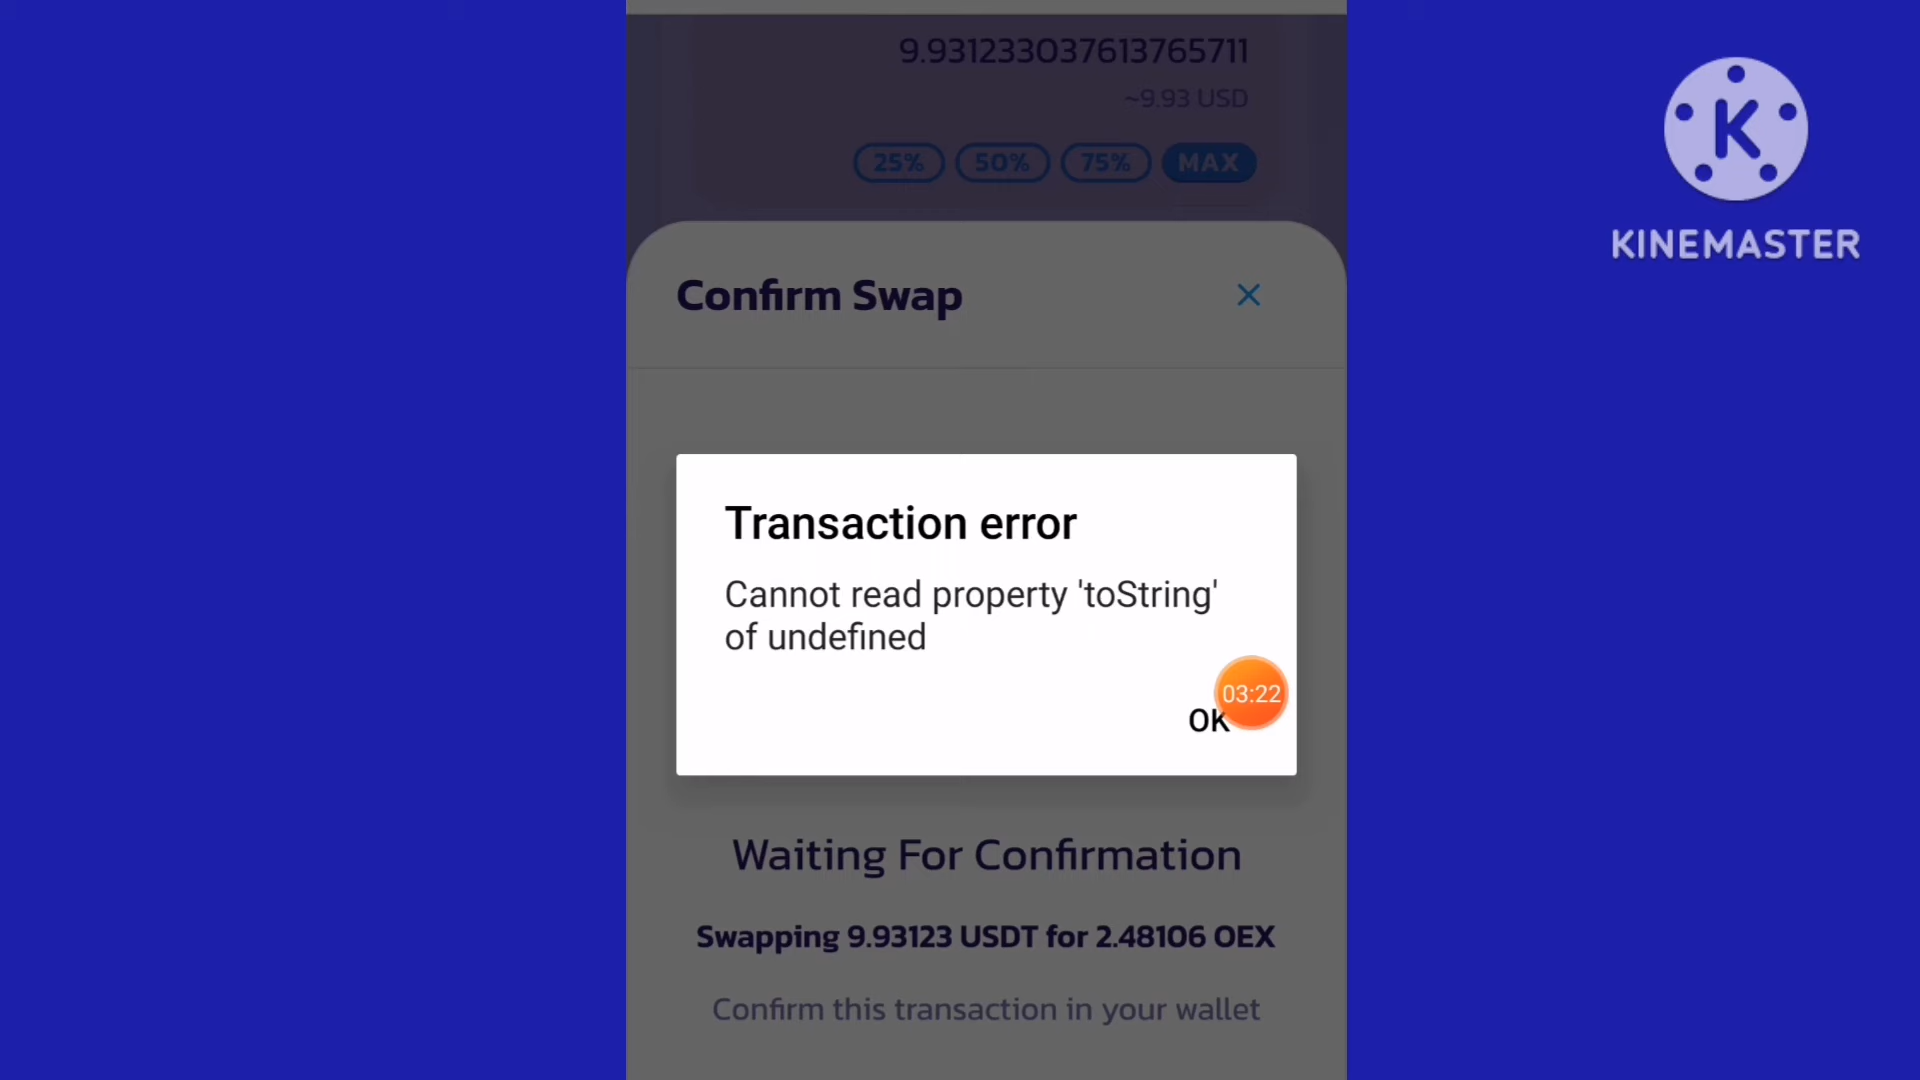 9.931233037613765711
~9.93 USD
25% 50% 75% MAX
K
KINEMASTER
Confirm Swap
Transaction error
Cannot read property 'toString'
of undefined
03:22
OK
Waiting For Confirmation
Swapping 9.93123 USDT for 2.48106 OEX
Confirm this transaction in your wallet